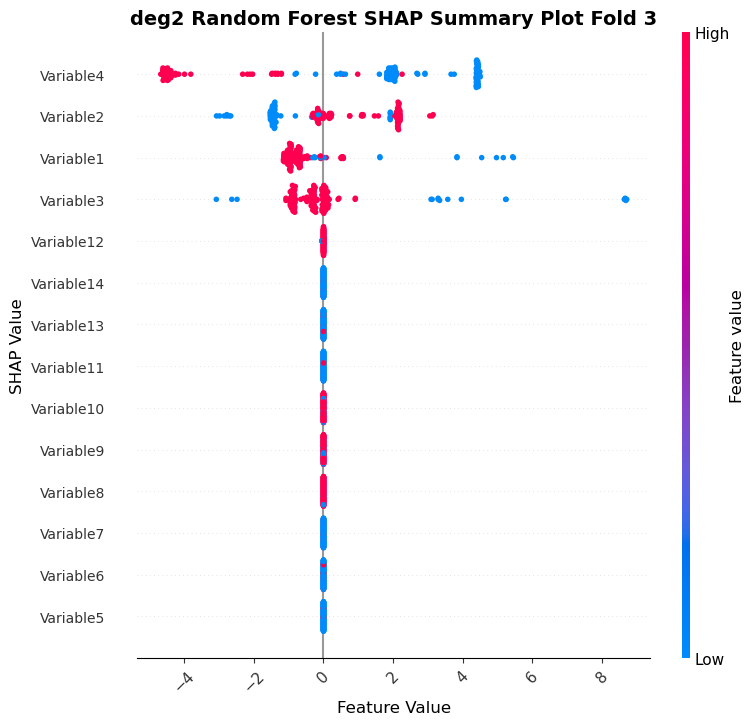 deg2 Random Forest SHAP Summary Plot Fold 3
High
Variable4
Variable2
Variable1
Variable3
Variable12
Variable14
Variable13
Variable11
Variable10
Variable9
Variable8
Variable7
Variable6
Variable5
SHAP Value
Feature value
Low
−4
−2
0
2
4
6
8
Feature Value